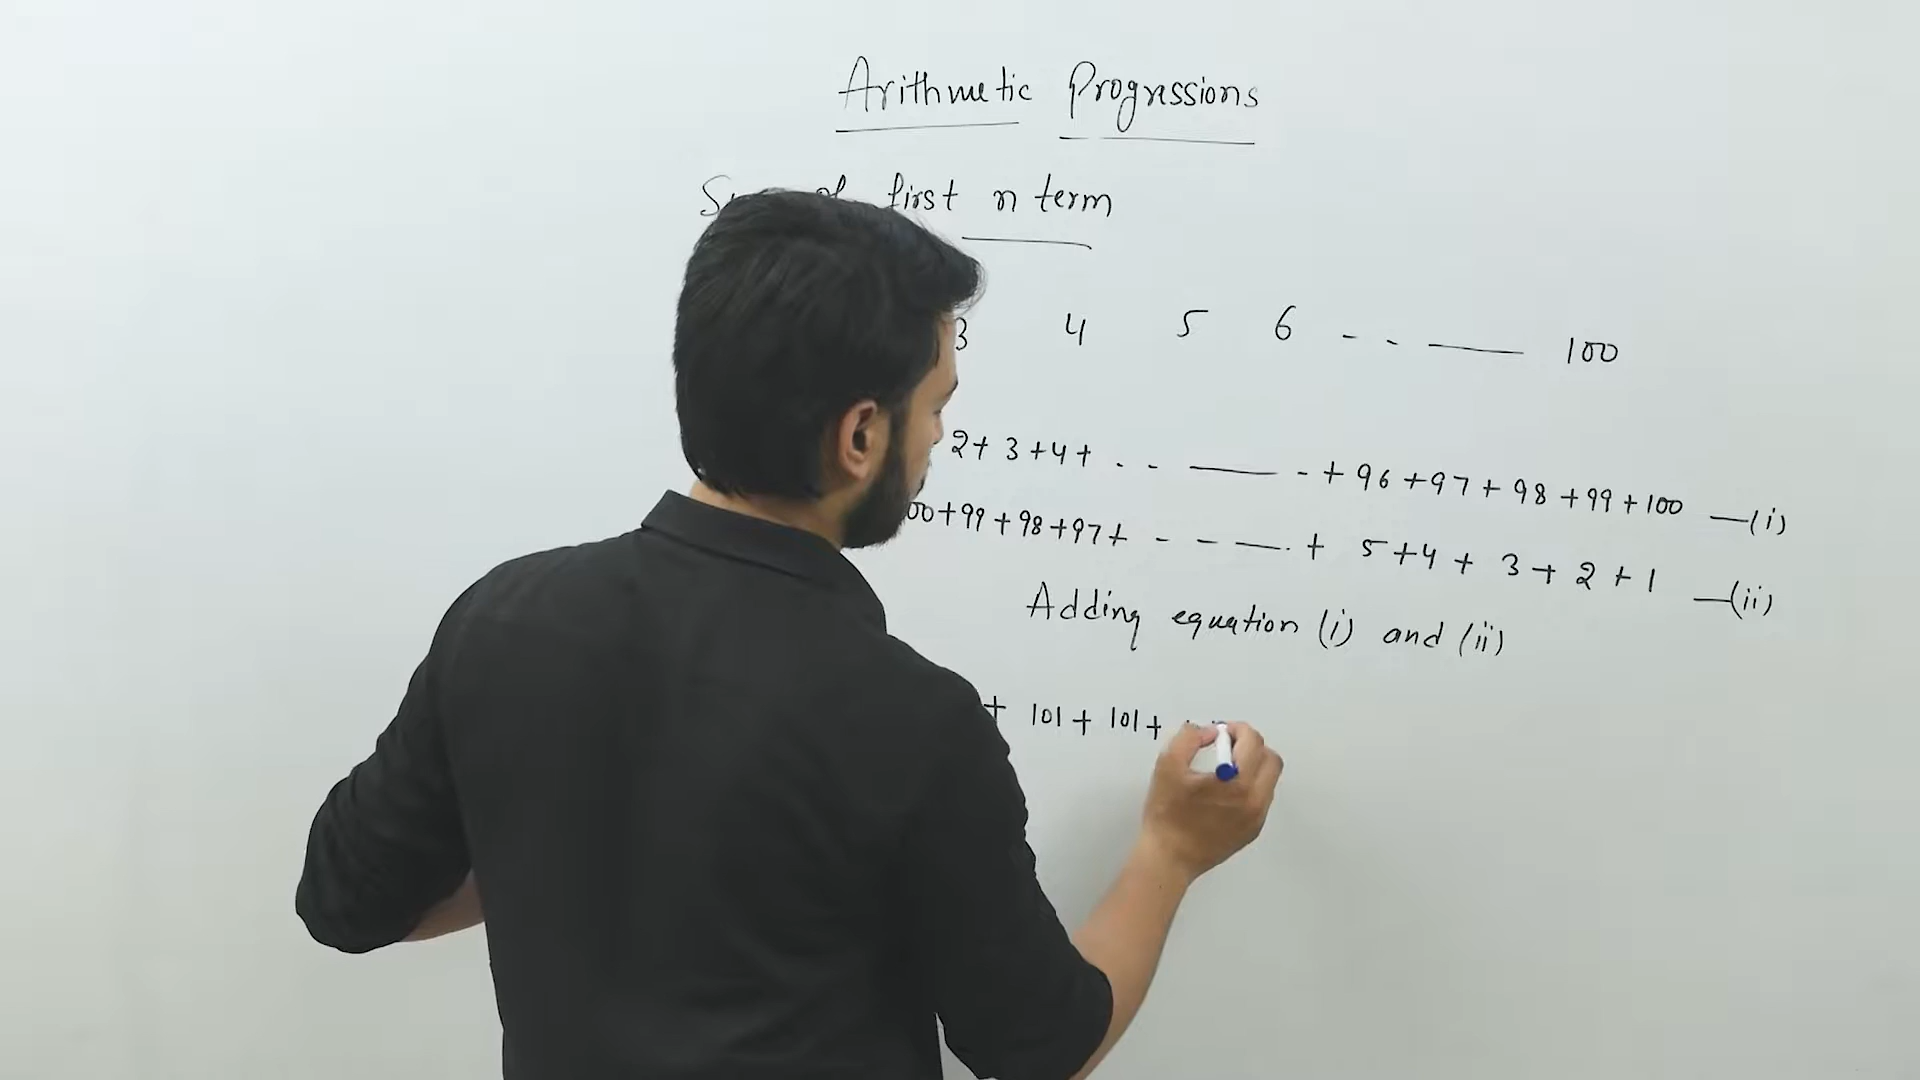 Arithmetic Progressions
first n term
3 4 5 6 - - — 100
2+ 3 +4+ . - — - + 96 +97 + 98 +99 + 100 —(i)
00+99 + 98 +97+ - - — + 5+4 + 3+ 2 + 1 —(ii)
Adding equation (i) and (ii)
+ 101 + 101 +